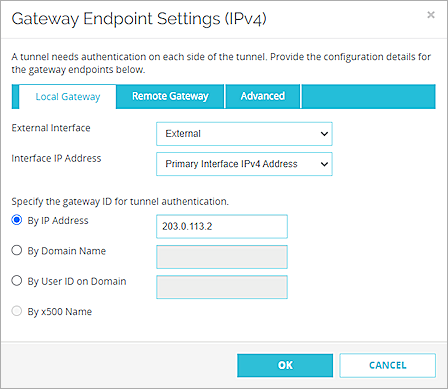 Gateway Endpoint Settings (IPv4)
×
A tunnel needs authentication on each side of the tunnel. Provide the configuration details for
the gateway endpoints below.
Local Gateway Remote Gateway Advanced
External Interface External
Interface IP Address Primary Interface IPv4 Address
Specify the gateway ID for tunnel authentication.
By IP Address 203.0.113.2
By Domain Name
By User ID on Domain
By x500 Name
OK CANCEL